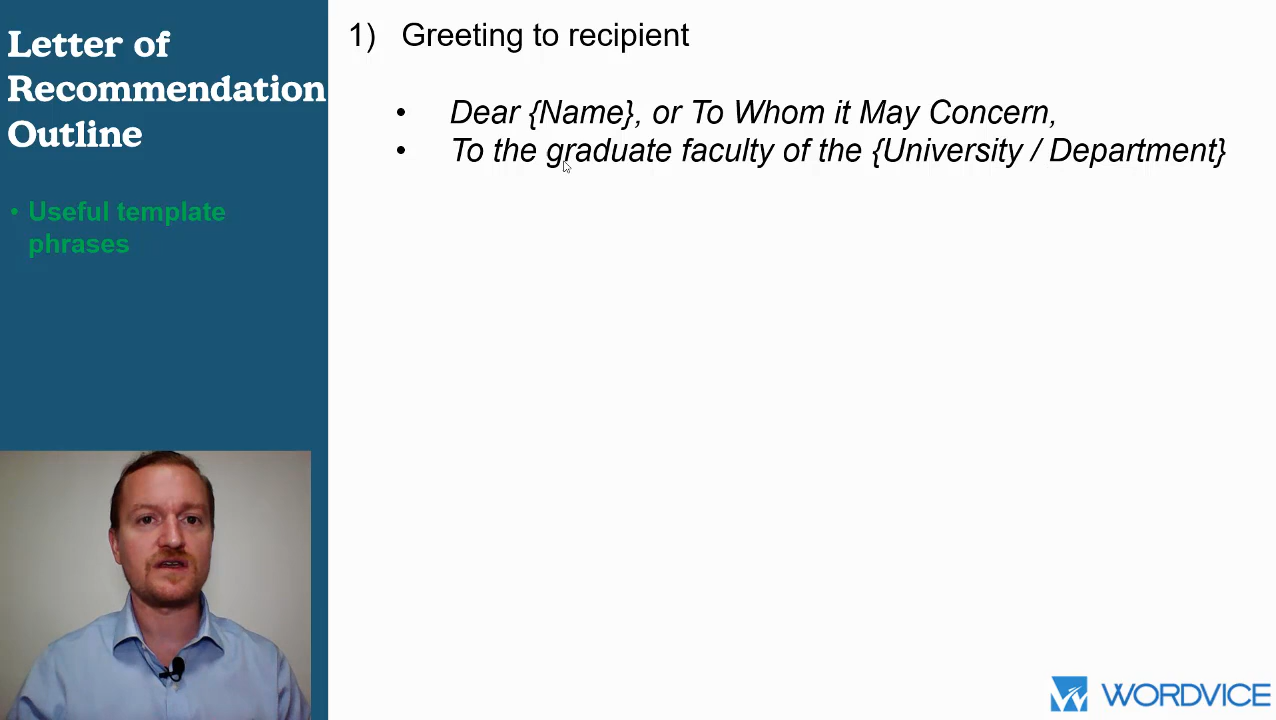 Letter of
Recommendation
Outline
• Useful template
phrases
1) Greeting to recipient
• Dear {Name}, or To Whom it May Concern,
• To the graduate faculty of the {University / Department}
WORDVICE